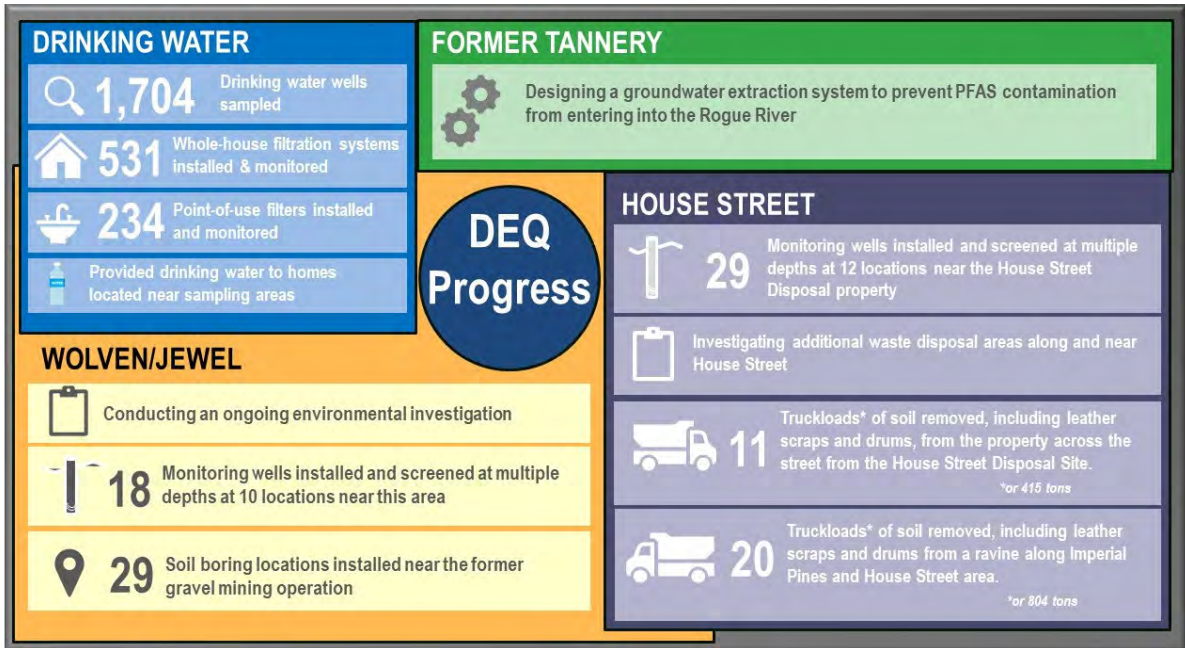 DRINKING WATER
1,704 Drinking water wells
sampled
531 Whole-house filtration systems
installed & monitored
234 Point-of-use filters installed
and monitored
Provided drinking water to homes
located near sampling areas
FORMER TANNERY
Designing a groundwater extraction system to prevent PFAS contamination
from entering into the Rogue River
DEQ
Progress
WOLVEN/JEWEL
Conducting an ongoing environmental investigation
18 Monitoring wells installed and screened at multiple
depths at 10 locations near this area
29 Soil boring locations installed near the former
gravel mining operation
HOUSE STREET
29 Monitoring wells installed and screened at multiple
depths at 12 locations near the House Street
Disposal property
Investigating additional waste disposal areas along and near
House Street
11 Truckloads* of soil removed, including leather
scraps and drums, from the property across the
street from the House Street Disposal Site.
*or 415 tons
20 Truckloads* of soil removed, including leather
scraps and drums from a ravine along Imperial
Pines and House Street area.
*or 804 tons